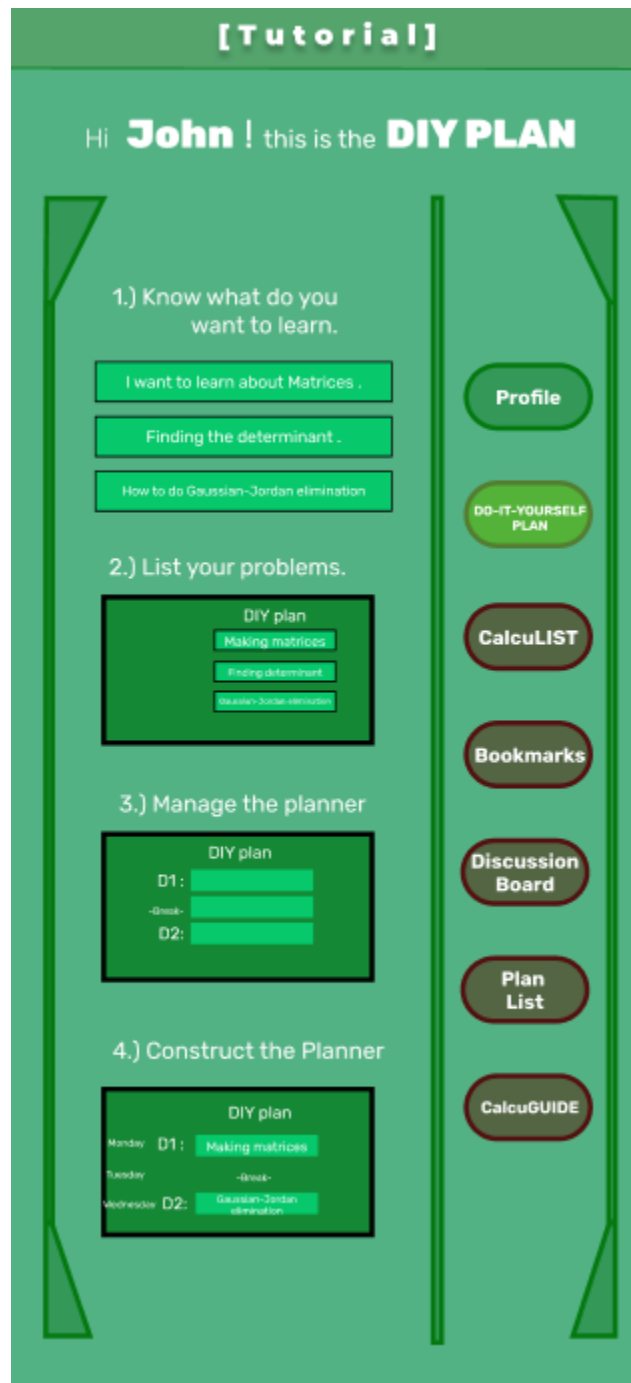 [Tutorial]
Hi John ! this is the DIY PLAN
1.) Know what do you
want to learn.
I want to learn about Matrices .
Finding the determinant .
How to do Gaussian-Jordan elimination
2.) List your problems.
DIY plan
Making matrices
Finding determinant
Gaussian-Jordan elimination
3.) Manage the planner
DIY plan
D1 :
-Break-
D2:
4.) Construct the Planner
DIY plan
Monday D1 : Making matrices
Tuesday -Break-
Wednesday D2: Gaussian-Jordan
elimination
Profile
DO-IT-YOURSELF
PLAN
CalcuLIST
Bookmarks
Discussion
Board
Plan
List
CalcuGUIDE